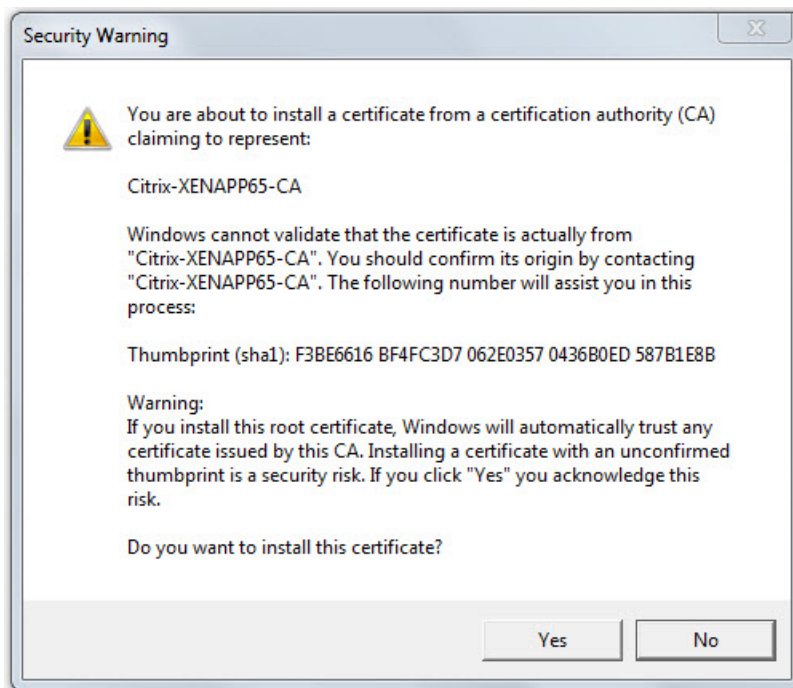 Security Warning
You are about to install a certificate from a certification authority (CA)
claiming to represent:
Citrix-XENAPP65-CA
Windows cannot validate that the certificate is actually from
"Citrix-XENAPP65-CA". You should confirm its origin by contacting
"Citrix-XENAPP65-CA". The following number will assist you in this
process:
Thumbprint (sha1): F3BE6616 BF4FC3D7 062E0357 0436B0ED 587B1E8B
Warning:
If you install this root certificate, Windows will automatically trust any
certificate issued by this CA. Installing a certificate with an unconfirmed
thumbprint is a security risk. If you click "Yes" you acknowledge this
risk.
Do you want to install this certificate?
Yes
No